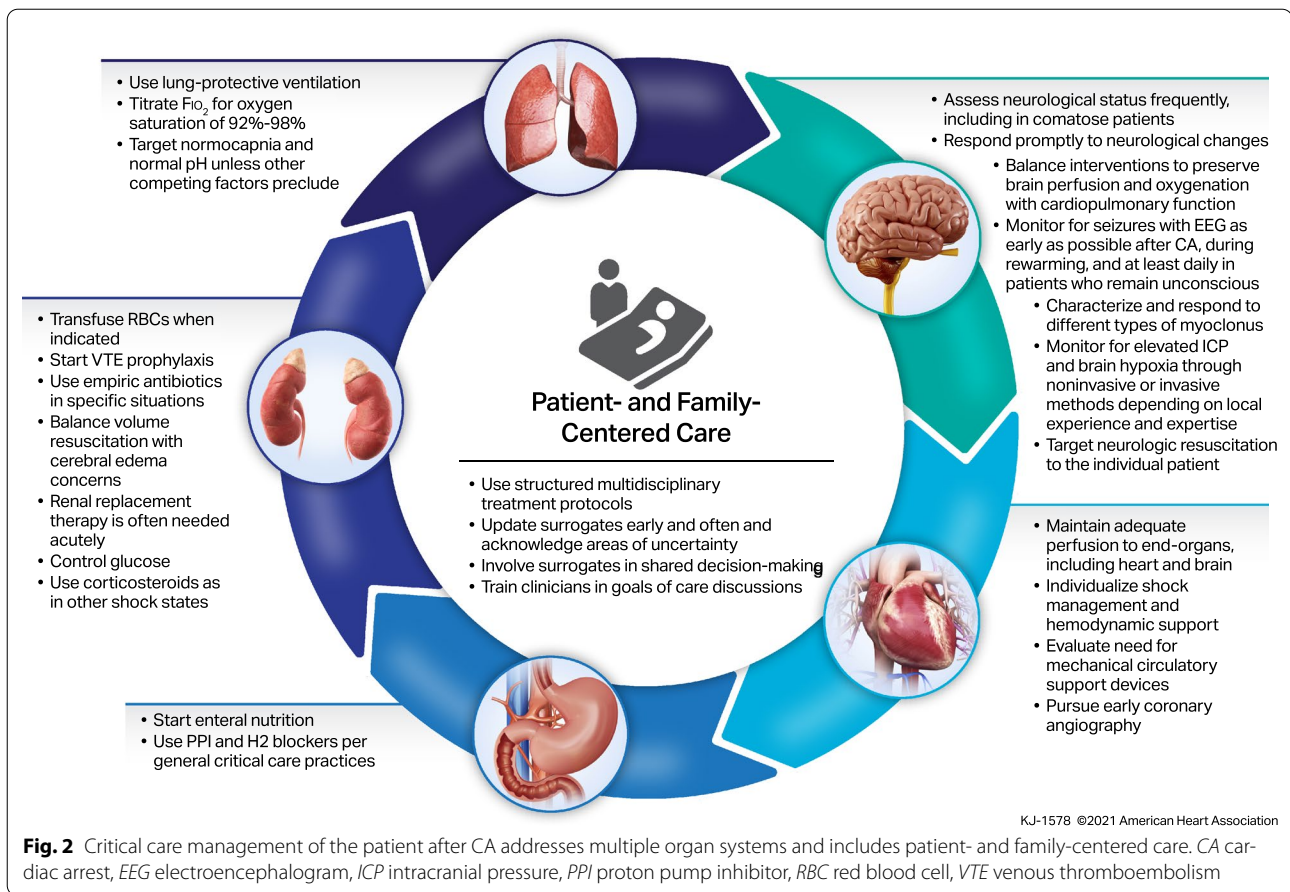 • Use lung-protective ventilation
• Titrate FIO2 for oxygen
saturation of 92%-98%
• Target normocapnia and
normal pH unless other
competing factors preclude
• Assess neurological status frequently,
including in comatose patients
• Respond promptly to neurological changes
• Balance interventions to preserve
brain perfusion and oxygenation
with cardiopulmonary function
• Monitor for seizures with EEG as
early as possible after CA, during
rewarming, and at least daily in
patients who remain unconscious
• Characterize and respond to
different types of myoclonus
• Monitor for elevated ICP
and brain hypoxia through
noninvasive or invasive
methods depending on local
experience and expertise
• Target neurologic resuscitation
to the individual patient
• Transfuse RBCs when
indicated
• Start VTE prophylaxis
• Use empiric antibiotics
in specific situations
• Balance volume
resuscitation with
cerebral edema
concerns
• Renal replacement
therapy is often needed
acutely
• Control glucose
• Use corticosteroids as
in other shock states
Patient- and Family-
Centered Care
• Use structured multidisciplinary
treatment protocols
• Update surrogates early and often and
acknowledge areas of uncertainty
• Involve surrogates in shared decision-making
• Train clinicians in goals of care discussions
• Maintain adequate
perfusion to end-organs,
including heart and brain
• Individualize shock
management and
hemodynamic support
• Evaluate need for
mechanical circulatory
support devices
• Pursue early coronary
angiography
• Start enteral nutrition
• Use PPI and H2 blockers per
general critical care practices
KJ-1578 ©2021 American Heart Association
Fig. 2 Critical care management of the patient after CA addresses multiple organ systems and includes patient- and family-centered care. CA car-
diac arrest, EEG electroencephalogram, ICP intracranial pressure, PPI proton pump inhibitor, RBC red blood cell, VTE venous thromboembolism